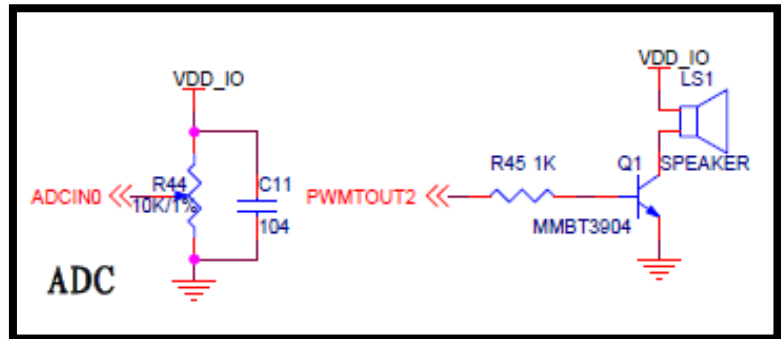 VDD_IO
ADCIN0
R44
10K/1%
C11
104
ADC
VDD_IO
LS1
SPEAKER
PWMTOUT2
R45 1K
Q1
MMBT3904